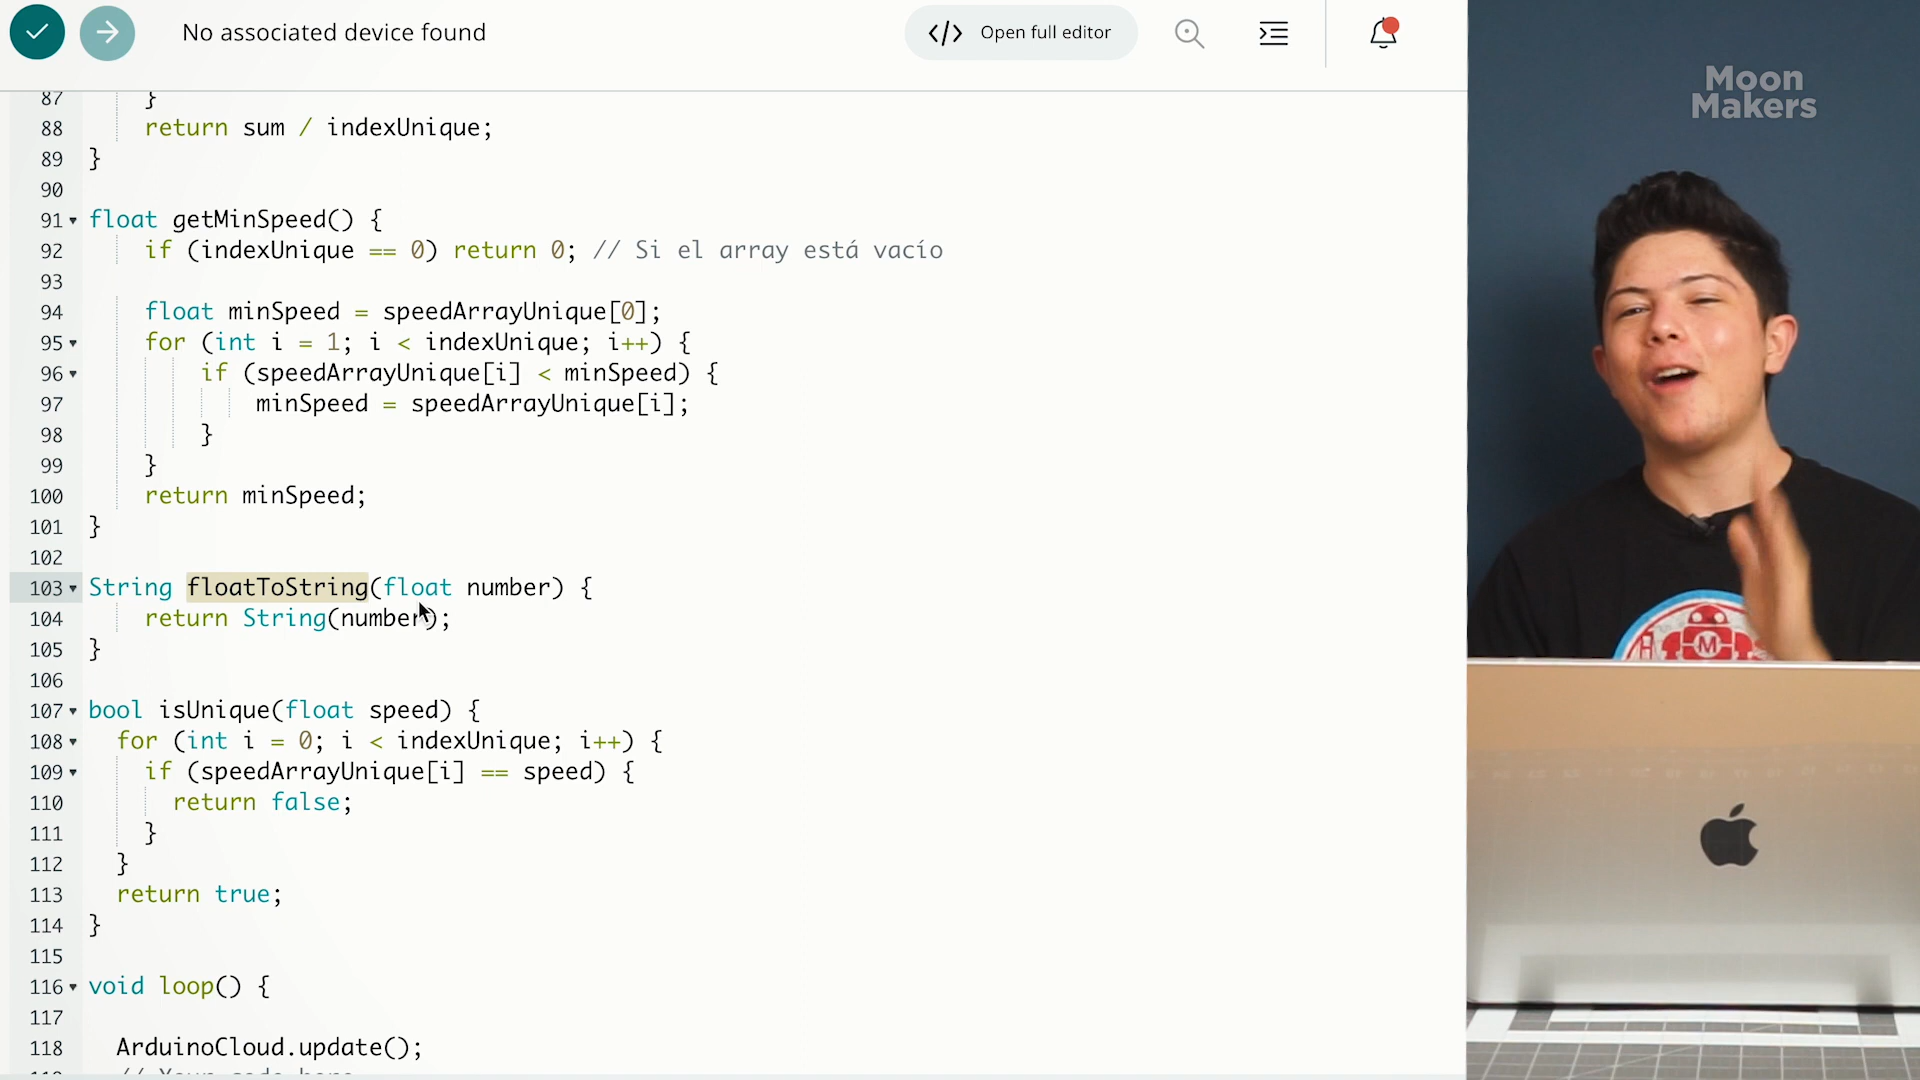 No associated device found
</> Open full editor
Moon
Makers
87 }
88 return sum / indexUnique;
89 }
90
91 float getMinSpeed() {
92 if (indexUnique == 0) return 0; // Si el array está vacío
93
94 float minSpeed = speedArrayUnique[0];
95 for (int i = 1; i < indexUnique; i++) {
96 if (speedArrayUnique[i] < minSpeed) {
97 minSpeed = speedArrayUnique[i];
98 }
99 }
100 return minSpeed;
101 }
102
103 String floatToString(float number) {
104 return String(number);
105 }
106
107 bool isUnique(float speed) {
108 for (int i = 0; i < indexUnique; i++) {
109 if (speedArrayUnique[i] == speed) {
110 return false;
111 }
112 }
113 return true;
114 }
115
116 void loop() {
117
118 ArduinoCloud.update();
// Your code here
M